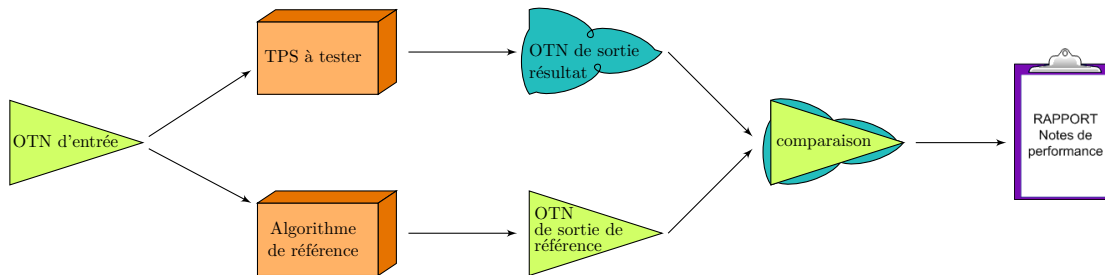 OTN d'entrée
TPS à tester
OTN de sortie
résultat
Algorithme
de référence
OTN
de sortie de
référence
comparaison
RAPPORT
Notes de
performance